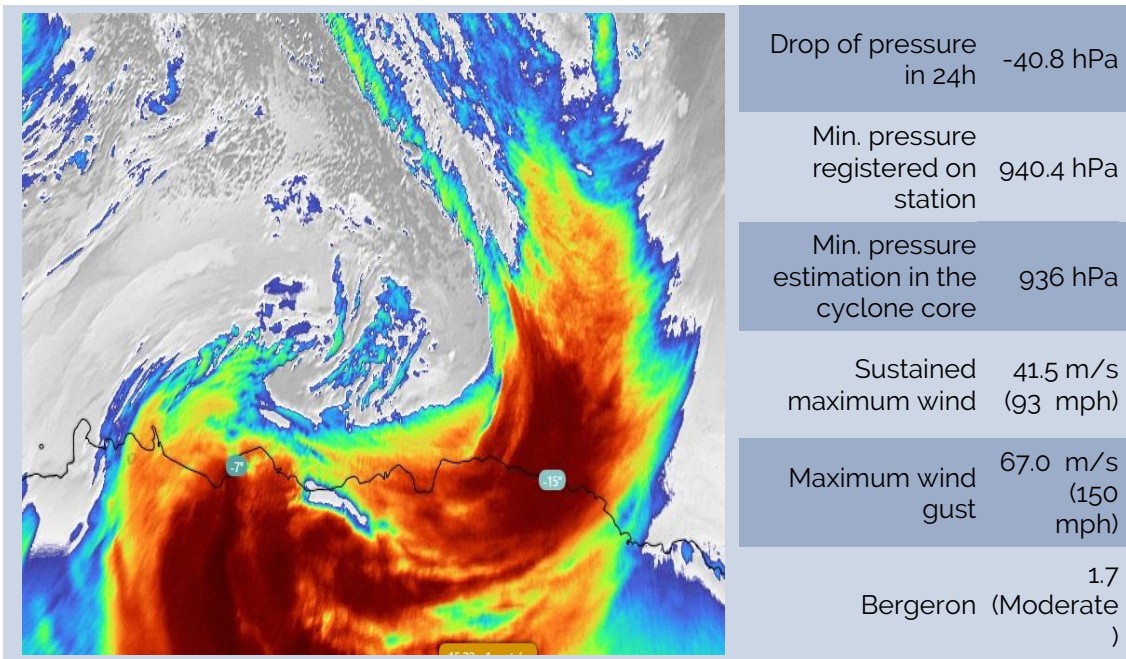 Drop of pressure
in 24h
-40.8 hPa
Min. pressure
registered on
station
940.4 hPa
Min. pressure
estimation in the
cyclone core
936 hPa
Sustained
maximum wind
41.5 m/s
(93 mph)
-7°
-15°
Maximum wind
gust
67.0 m/s
(150
mph)
Bergeron
1.7
(Moderate
)